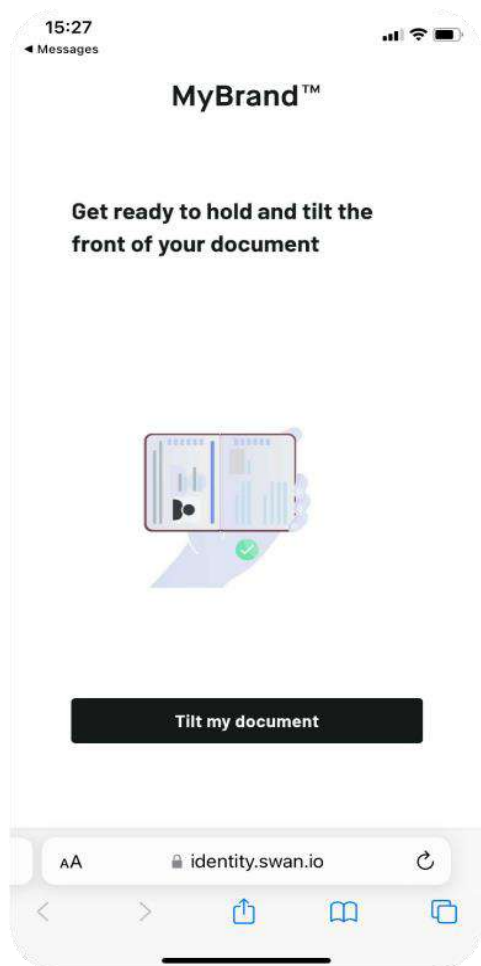 15:27
◀ Messages
MyBrand™
Get ready to hold and tilt the
front of your document
Tilt my document
AA
identity.swan.io